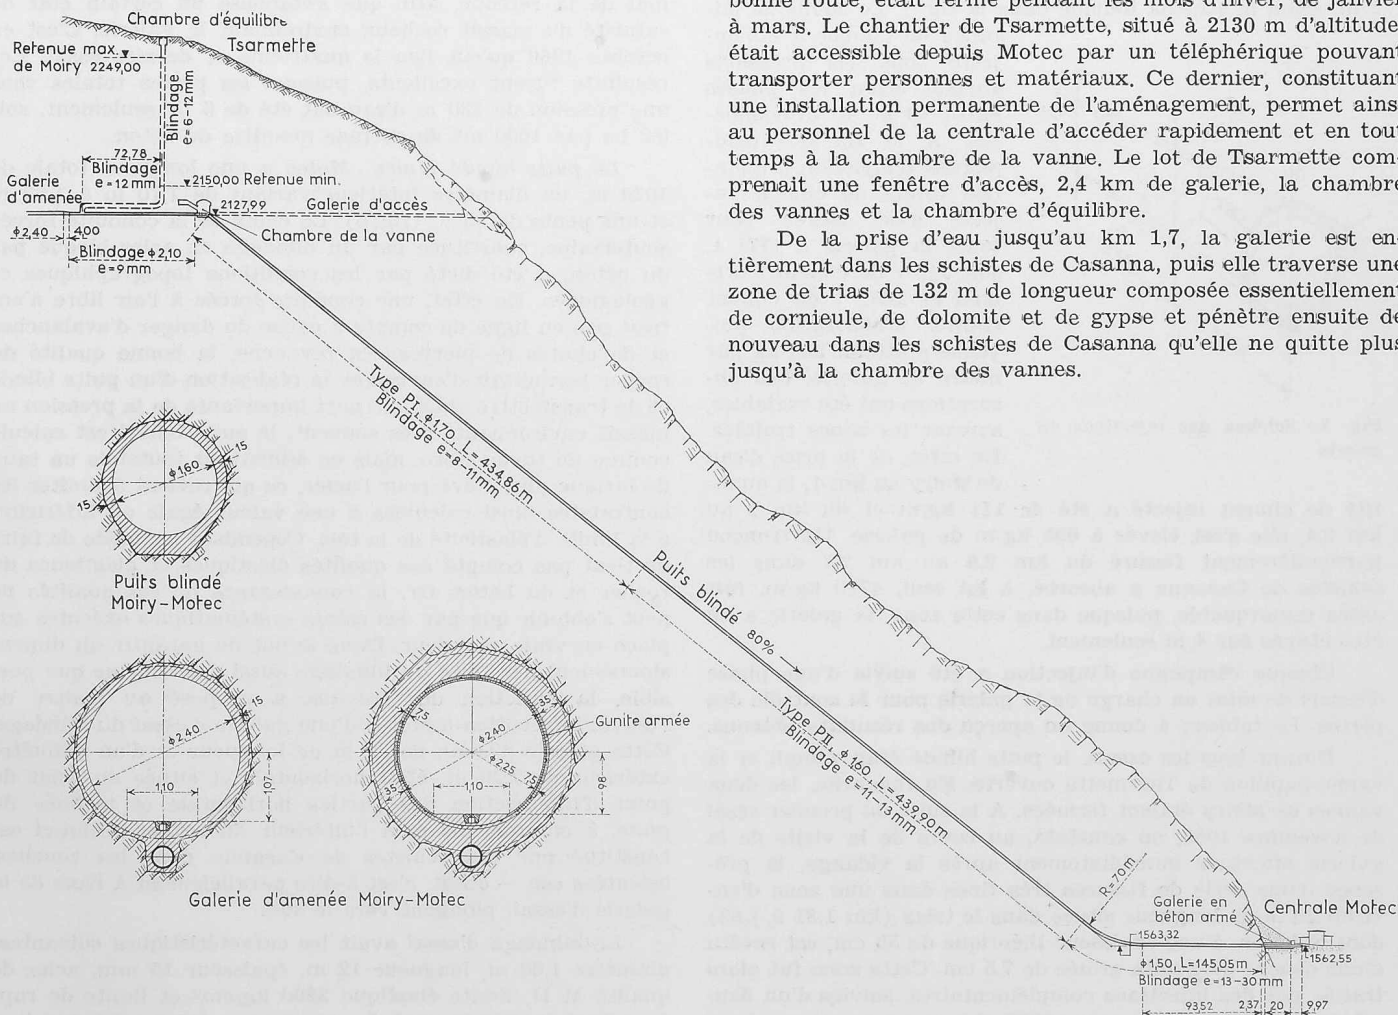 Chambre d'équilibre
Tsarmette
Retenue max.
de Moiry 2249,00
Blindage
e=6-12mm
72,78
Blindage
e=12mm
2150,00 Retenue min.
Galerie
d'amenée
2127,99
Galerie d'accès
ϕ2.40
4,00
Chambre de la vanne
Blindage ϕ2,10
e=9mm
Type PI, ϕ1,70, L=434,86m
Blindage e=8-11mm
Puits blindé
80%
Type PI, ϕ1,60, L=439,90m
Blindage e=11-13mm
R=70m
Galerie en
béton armé
Centrale Motec
1563,32
1562,55
ϕ1,50, L=145,05m
Blindage e=13-30mm
93,52
2.37
20
9,97
15
ϕ1,60
15
Puits blindé
Moiry-Motec
15
ϕ2.40
1,10
1,07
35
7.5
Gunite armée
ϕ2.40
ϕ2.25
7.5
35
1,10
Galerie d'amenée Moiry-Motec
bonne route, était fermé pendant les mois d'hiver, de janvier
à mars. Le chantier de Tsarmette, situé à 2130 m d'altitude,
était accessible depuis Motec par un téléphérique pouvant
transporter personnes et matériaux. Ce dernier, constituant
une installation permanente de l'aménagement, permet ainsi
au personnel de la centrale d'accéder rapidement et en tout
temps à la chambre de la vanne. Le lot de Tsarmette com-
prenait une fenêtre d'accès, 2,4 km de galerie, la chambre
des vannes et la chambre d'équilibre.
De la prise d'eau jusqu'au km 1,7, la galerie est en-
tièrement dans les schistes de Casanna, puis elle traverse une
zone de trias de 132 m de longueur composée essentiellement
de cornieule, de dolomite et de gypse et pénètre ensuite de
nouveau dans les schistes de Casanna qu'elle ne quitte plus
jusqu'à la chambre des vannes.